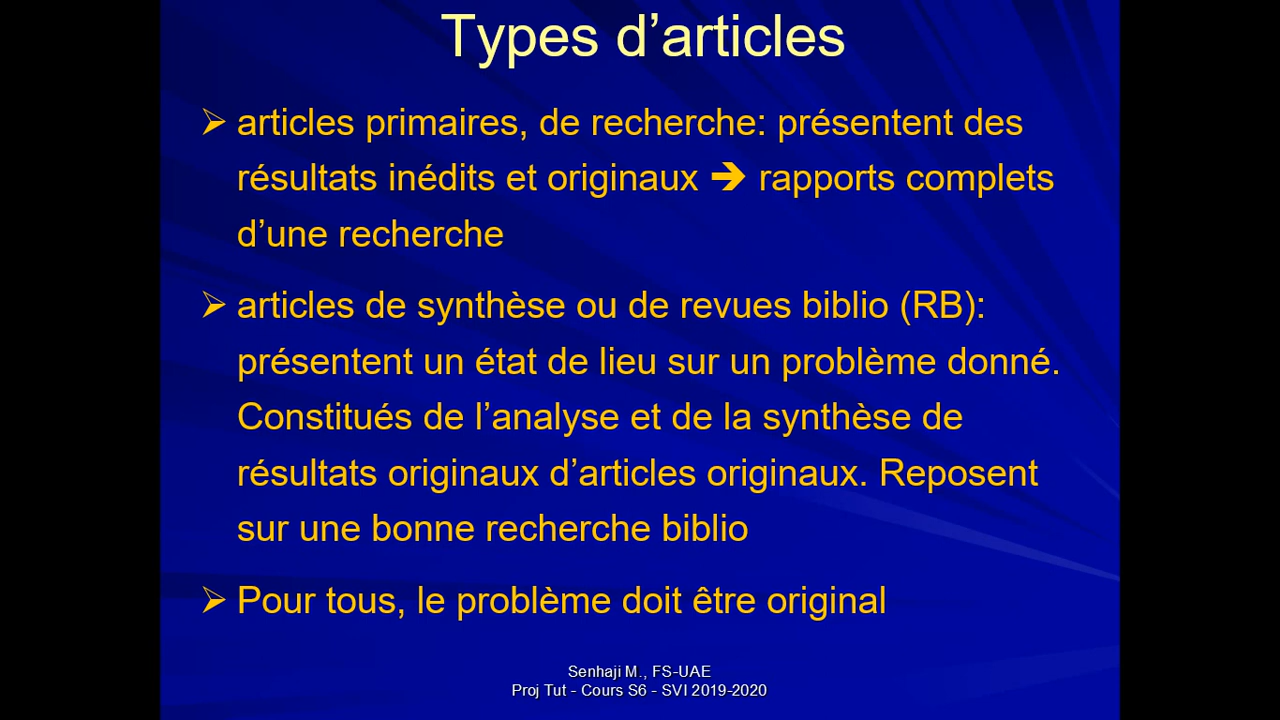 Types d’articles
➢ articles primaires, de recherche: présentent des
résultats inédits et originaux ➔ rapports complets
d’une recherche
➢ articles de synthèse ou de revues biblio (RB):
présentent un état de lieu sur un problème donné.
Constitués de l’analyse et de la synthèse de
résultats originaux d’articles originaux. Reposent
sur une bonne recherche biblio
➢ Pour tous, le problème doit être original
Senhaji M., FS-UAE
Proj Tut - Cours S6 - SVI 2019-2020